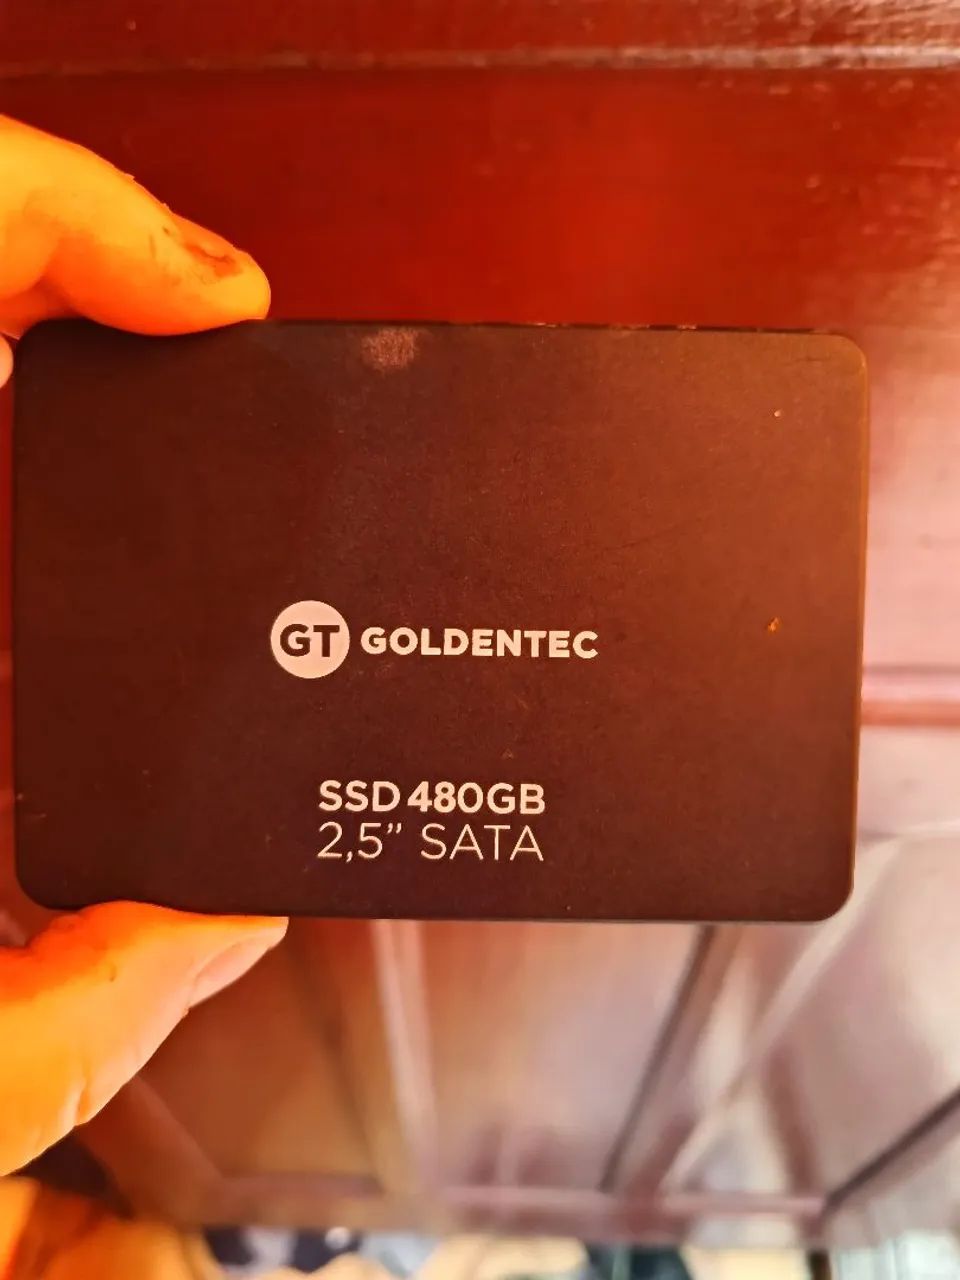 GT GOLDENTEC
SSD 480GB
2,5” SATA